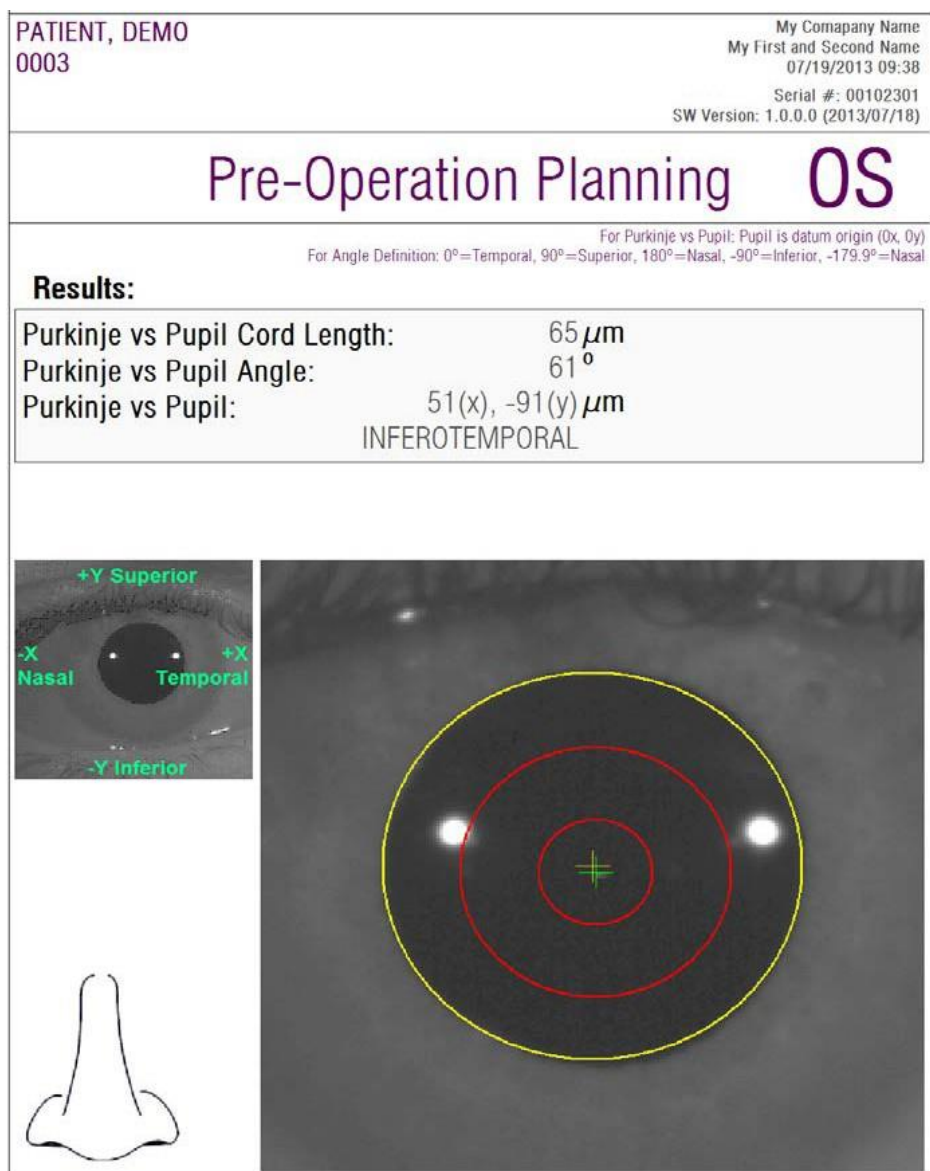 PATIENT, DEMO
0003
My Comapany Name
My First and Second Name
07/19/2013 09:38
Serial #: 00102301
SW Version: 1.0.0.0 (2013/07/18)
Pre-Operation Planning OS
For Purkinje vs Pupil: Pupil is datum origin (0x, 0y)
For Angle Definition: 0º=Temporal, 90º=Superior, 180º=Nasal, -90º=Inferior, -179.9º=Nasal
Results:
Purkinje vs Pupil Cord Length: 65 µm
Purkinje vs Pupil Angle: 61º
Purkinje vs Pupil: 51(x), -91(y) µm
INFEROTEMPORAL
+Y Superior
-X +X
Nasal Temporal
-Y Inferior